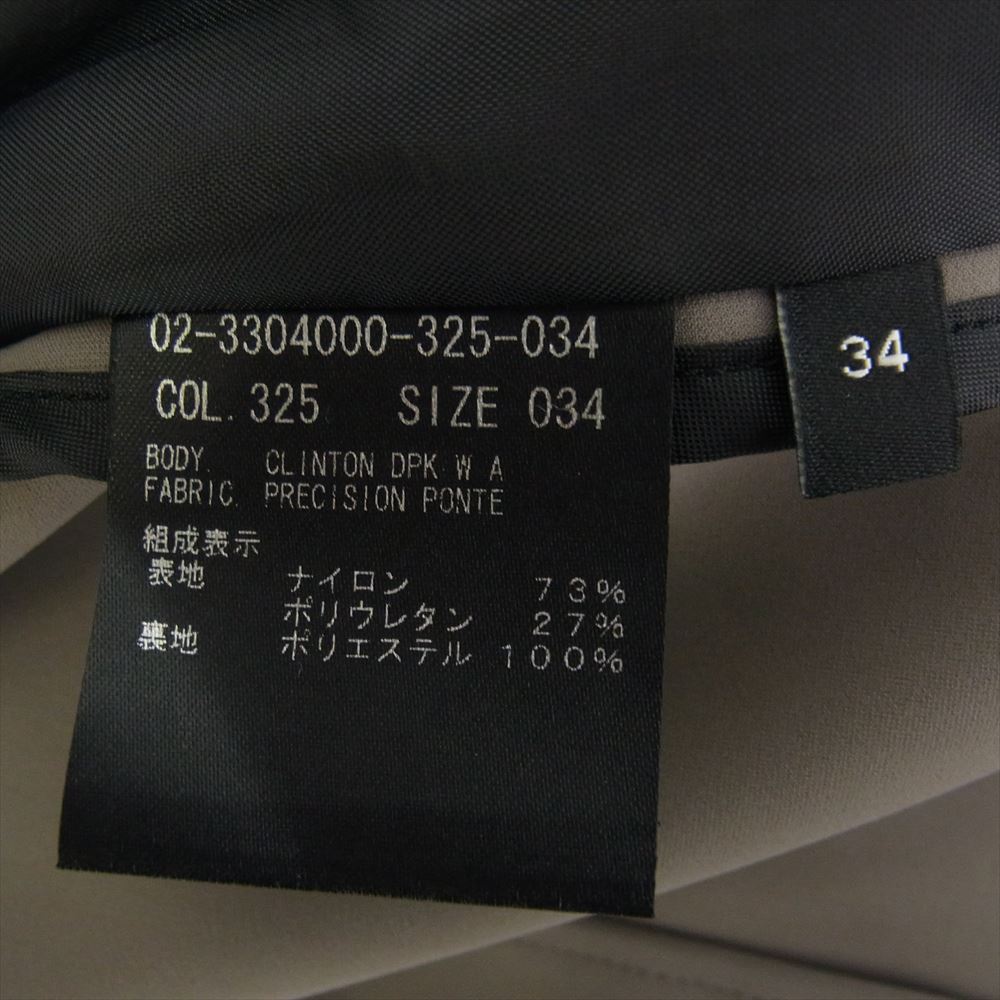 02-3304000-325-034
COL. 325 SIZE 034
BODY. CLINTON DPK W A
FABRIC. PRECISION PONTE
組成表示
表地 ナイロン 73%
ポリウレタン 27%
裏地 ポリエステル 100%
34